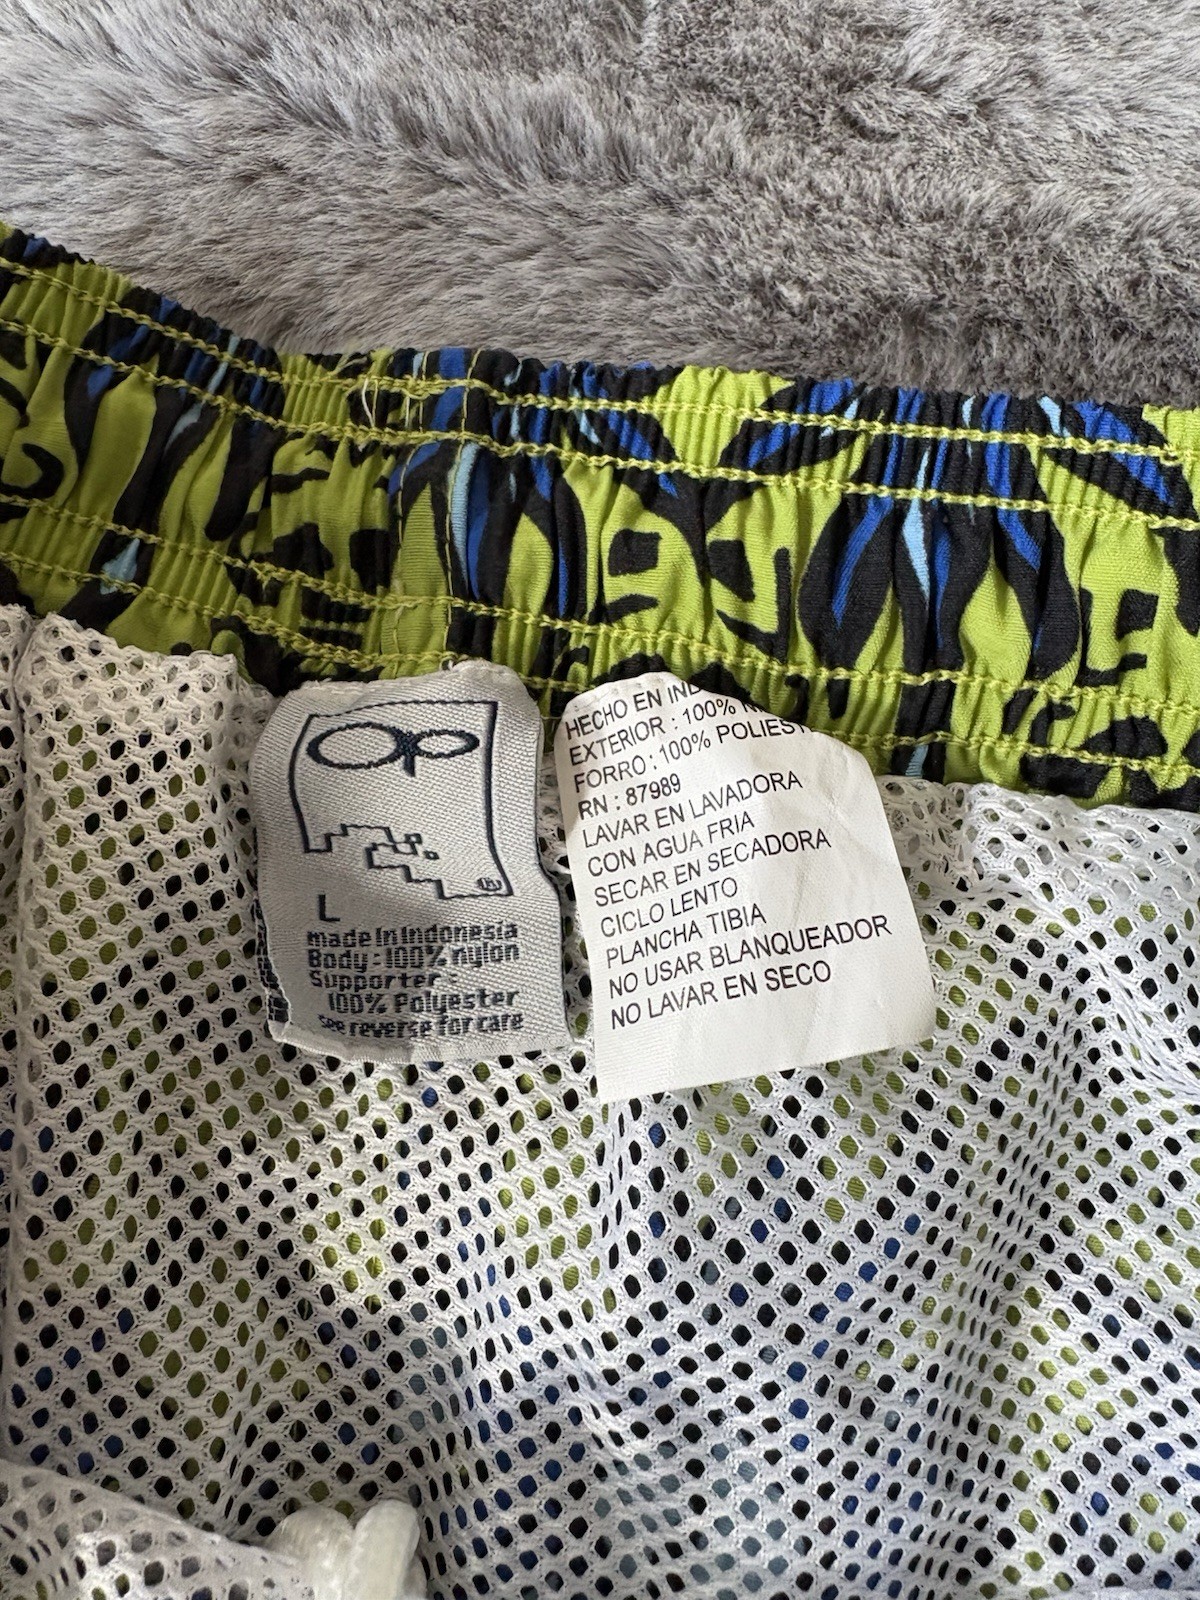 OP
®
L
made in Indonesia
Body : 100% nylon
Supporter :
100% Polyester
see reverse for care
HECHO EN
EXTERIOR : 100%
FORRO : 100%
RN : 87989
LAVAR EN LAVADORA
CON AGUA FRIA
SECAR EN SECADORA
CICLO LENTO
PLANCHA TIBIA
NO USAR BLANQUEADOR
NO LAVAR EN SECO